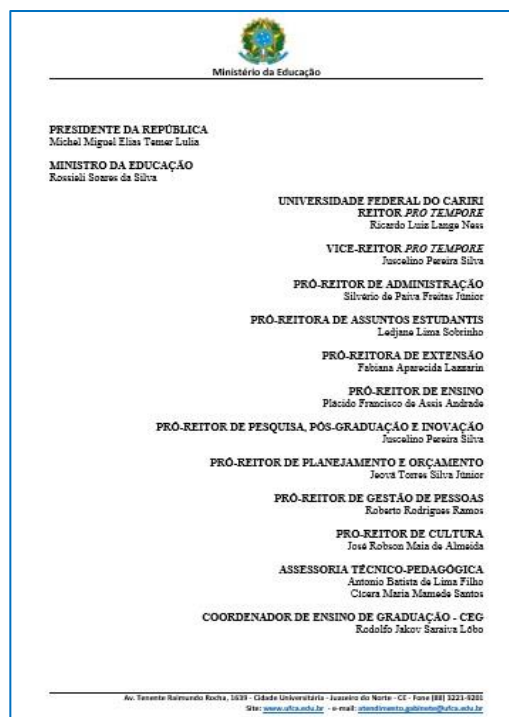 Ministério da Educação
PRESIDENTE DA REPÚBLICA
Michel Miguel Elias Temer Lulia
MINISTRO DA EDUCAÇÃO
Rossieli Soares da Silva
UNIVERSIDADE FEDERAL DO CARIRI
REITOR PRO TEMPORE
Ricardo Luiz Lange Ness
VICE-REITOR PRO TEMPORE
Juscelino Pereira Silva
PRÓ-REITOR DE ADMINISTRAÇÃO
Silvério de Paiva Freitas Júnior
PRÓ-REITORA DE ASSUNTOS ESTUDANTIS
Ledjane Lima Sobrinho
PRÓ-REITORA DE EXTENSÃO
Fabiana Aparecida Lazzarin
PRÓ-REITOR DE ENSINO
Plácido Francisco de Assis Andrade
PRÓ-REITOR DE PESQUISA, PÓS-GRADUAÇÃO E INOVAÇÃO
Juscelino Pereira Silva
PRÓ-REITOR DE PLANEJAMENTO E ORÇAMENTO
Jeová Torres Silva Júnior
PRÓ-REITOR DE GESTÃO DE PESSOAS
Roberto Rodrigues Ramos
PRO-REITOR DE CULTURA
José Robson Maia de Almeida
ASSESSORIA TÉCNICO-PEDAGÓGICA
Antonio Batista de Lima Filho
Cícera Maria Mamede Santos
COORDENADOR DE ENSINO DE GRADUAÇÃO - CEG
Rodolfo Jakov Saraiva Lôbo
Av. Tenente Raimundo Rocha, 1639 - Cidade Universitária - Juazeiro do Norte - CE - Fone (88) 3221-9201
Site: www.ufca.edu.br - e-mail: atendimento.gabinete@ufca.edu.br